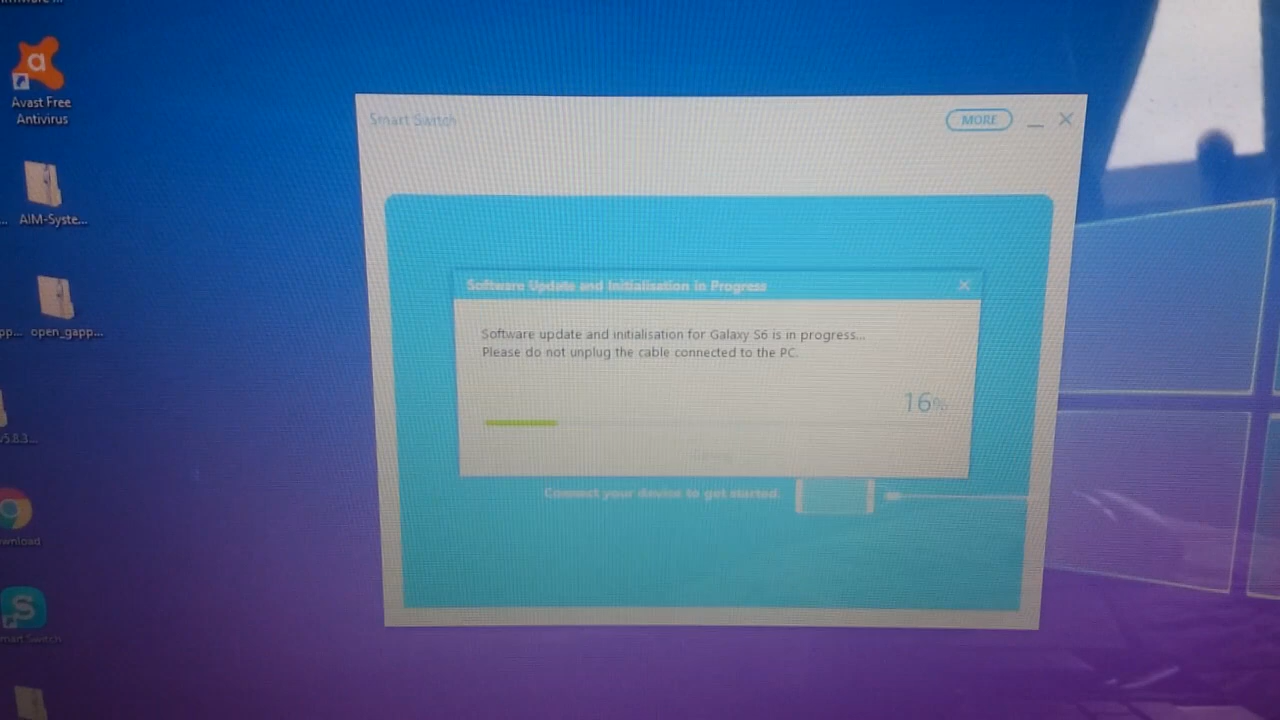 Avast Free
Antivirus
AIM-Syste...
open_gapp...
Smart Switch
MORE
Software Update and Initialisation in Progress
Software update and initialisation for Galaxy S6 is in progress...
Please do not unplug the cable connected to the PC.
16%
Connect your device to get started.